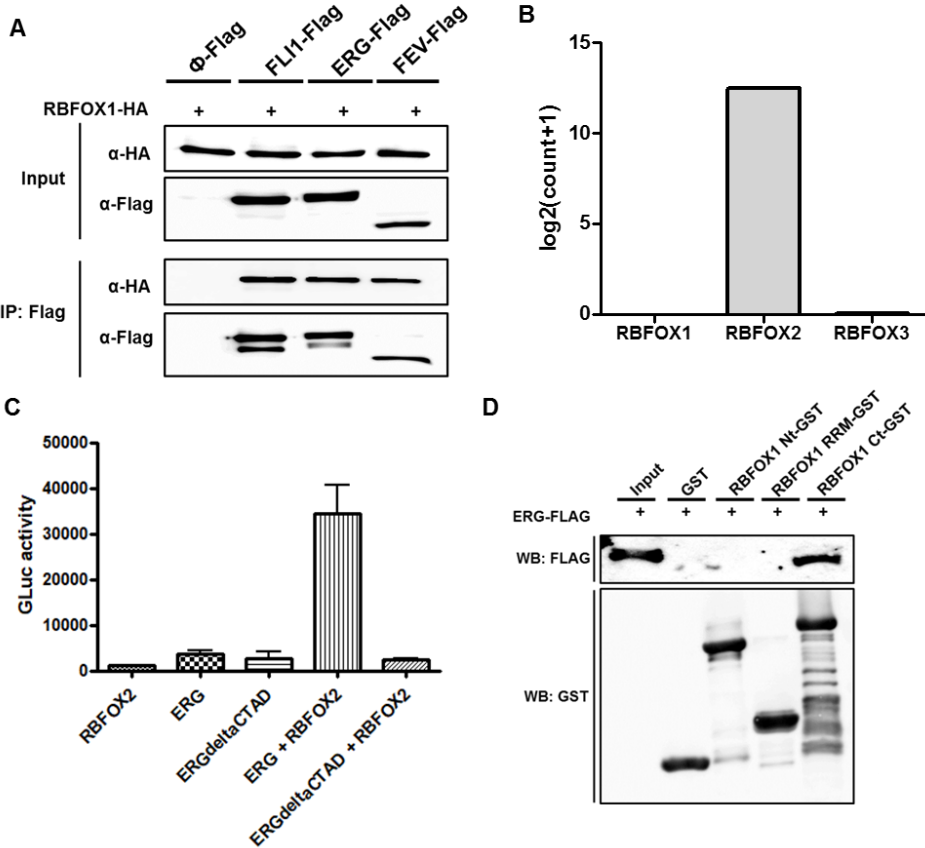 A
Φ-Flag
FLI1-Flag
ERG-Flag
FEV-Flag
RBFOX1-HA + + + +
Input
α-HA
α-Flag
IP: Flag
α-HA
α-Flag
B
log2(count+1)
15
10
5
0
RBFOX1 RBFOX2 RBFOX3
C
GLuc activity
50000
40000
30000
20000
10000
0
RBFOX2
ERG
ERGdeltaCTAD
ERG + RBFOX2
ERGdeltaCTAD + RBFOX2
D
Input
GST
RBFOX1 Nt-GST
RBFOX1 RRM-GST
RBFOX1 Ct-GST
ERG-FLAG + + + + +
WB: FLAG
WB: GST